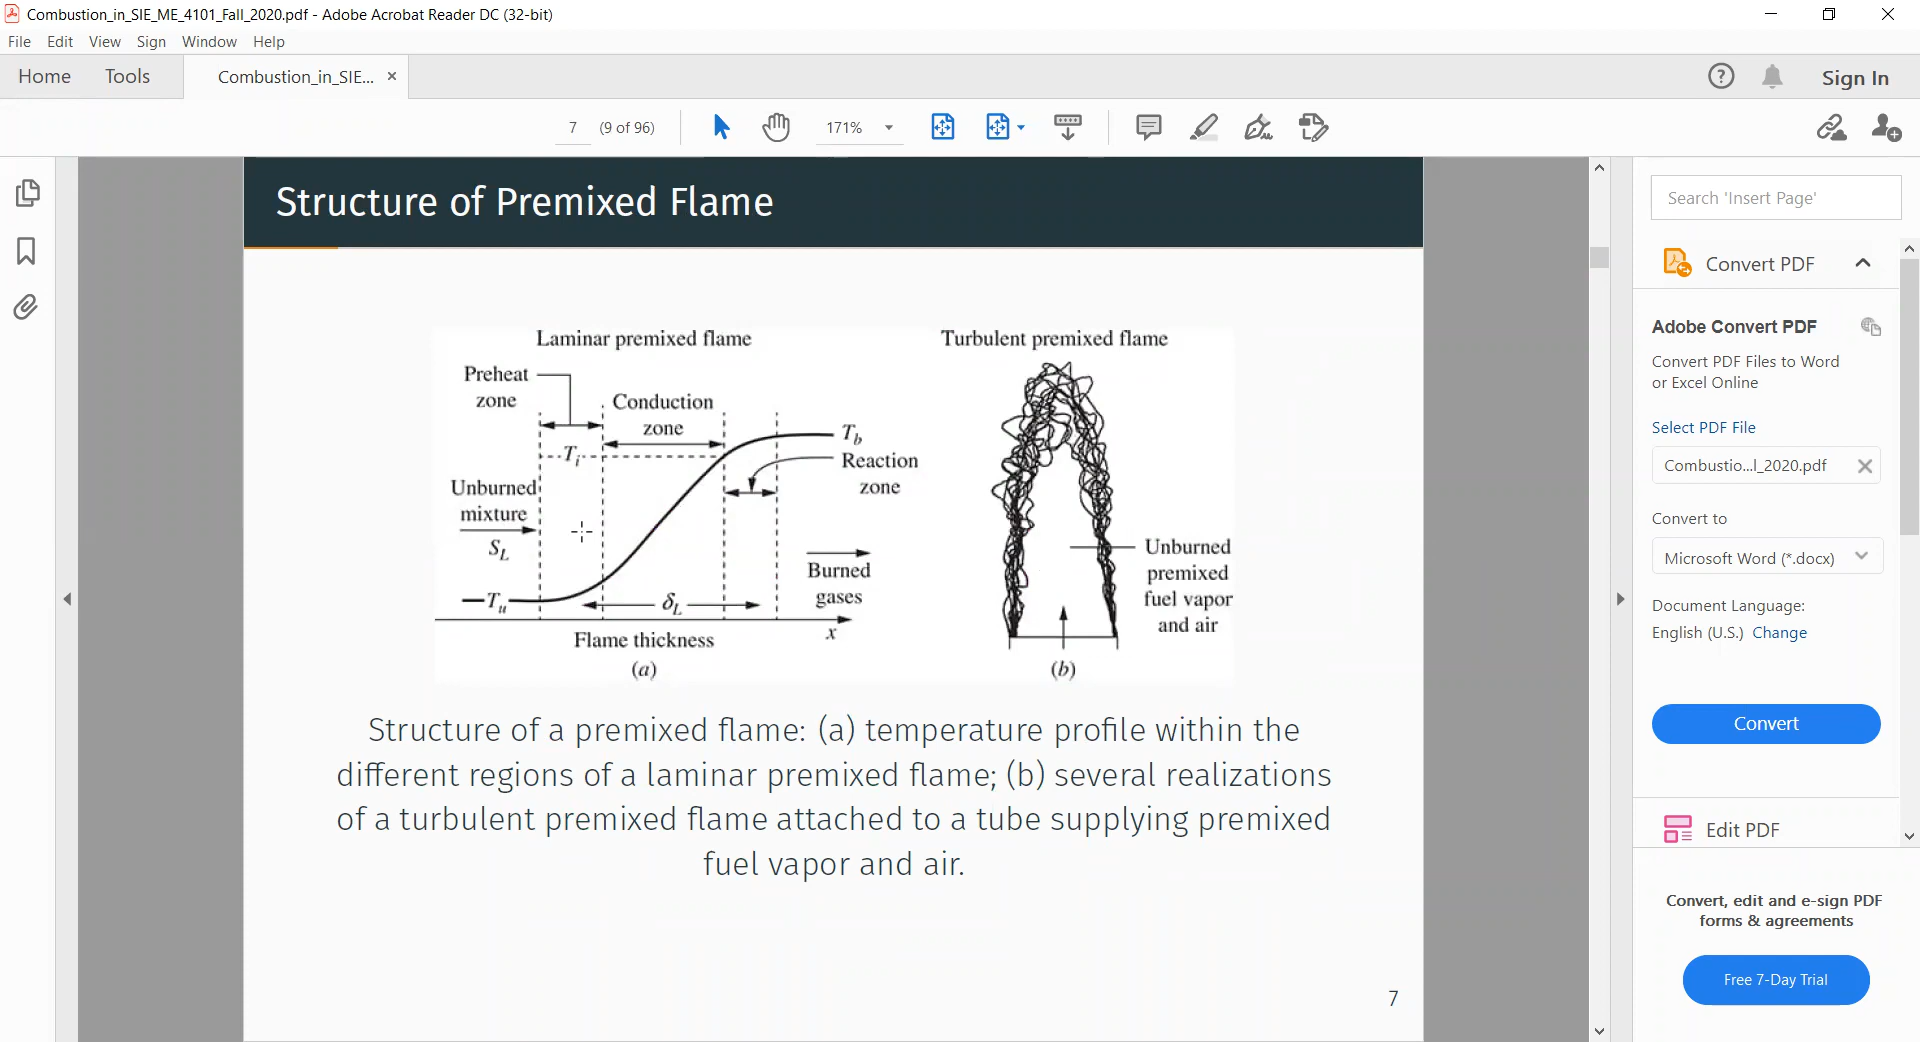 Combustion_in_SIE_ME_4101_Fall_2020.pdf - Adobe Acrobat Reader DC (32-bit)
File Edit View Sign Window Help
Home Tools Combustion_in_SIE... × Sign In
7 (9 of 96) 171%
Structure of Premixed Flame
Laminar premixed flame
Preheat
zone
Conduction
zone
T_i
T_b
Reaction
zone
Unburned
mixture
S_L
T_u
δ_L
Burned
gases
x
Flame thickness
(a)
Turbulent premixed flame
Unburned
premixed
fuel vapor
and air
(b)
Structure of a premixed flame: (a) temperature profile within the
different regions of a laminar premixed flame; (b) several realizations
of a turbulent premixed flame attached to a tube supplying premixed
fuel vapor and air.
7
Search 'Insert Page'
Convert PDF
Adobe Convert PDF
Convert PDF Files to Word
or Excel Online
Select PDF File
Combustio...l_2020.pdf
Convert to
Microsoft Word (*.docx)
Document Language:
English (U.S.) Change
Convert
Edit PDF
Convert, edit and e-sign PDF
forms & agreements
Free 7-Day Trial